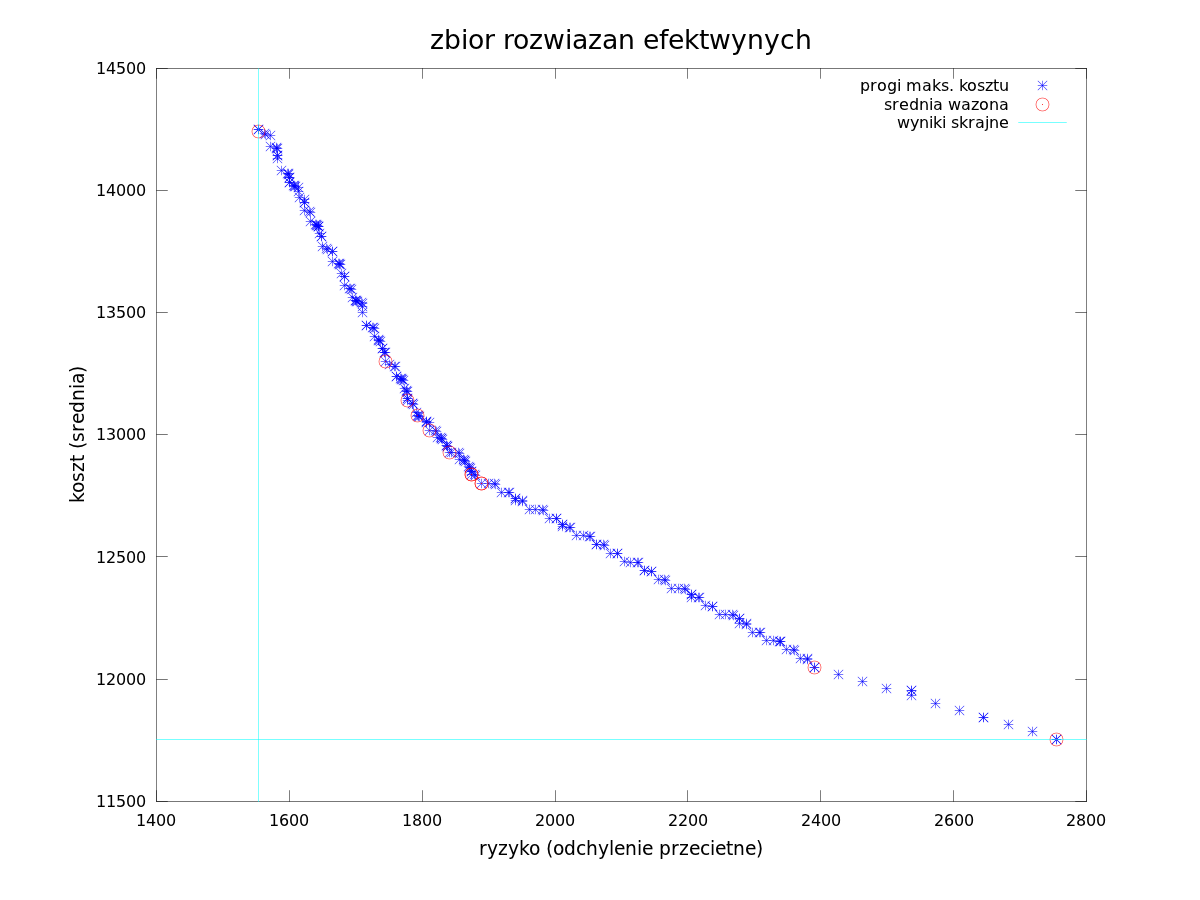 zbior rozwiazan efektwynych
progi maks. kosztu
srednia wazona
wyniki skrajne
14500
14000
13500
13000
12500
12000
11500
koszt (srednia)
1400 1600 1800 2000 2200 2400 2600 2800
ryzyko (odchylenie przecietne)